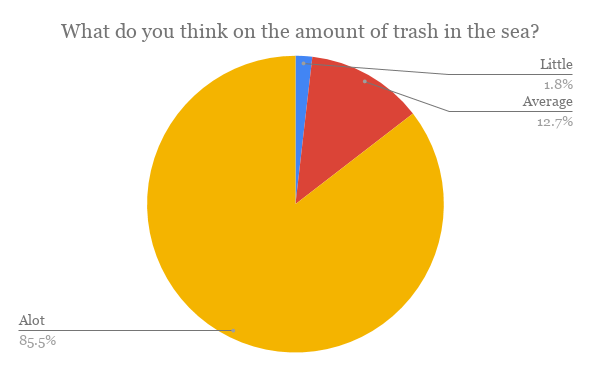 What do you think on the amount of trash in the sea?
Little
1.8%
Average
12.7%
Alot
85.5%